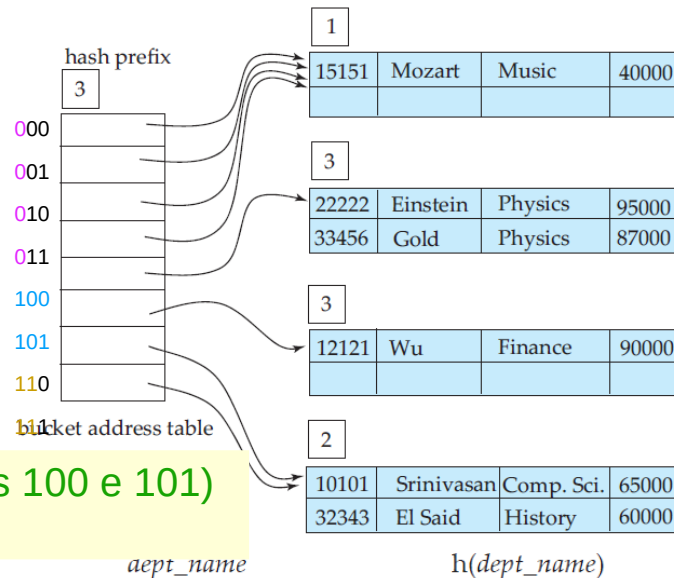 hash prefix
3
000
001
010
011
100
101
110
111
bucket address table
1
15151 Mozart Music 40000
3
22222 Einstein Physics 95000
33456 Gold Physics 87000
3
12121 Wu Finance 90000
2
10101 Srinivasan Comp. Sci. 65000
32343 El Said History 60000
s 100 e 101)
dept_name h(dept_name)